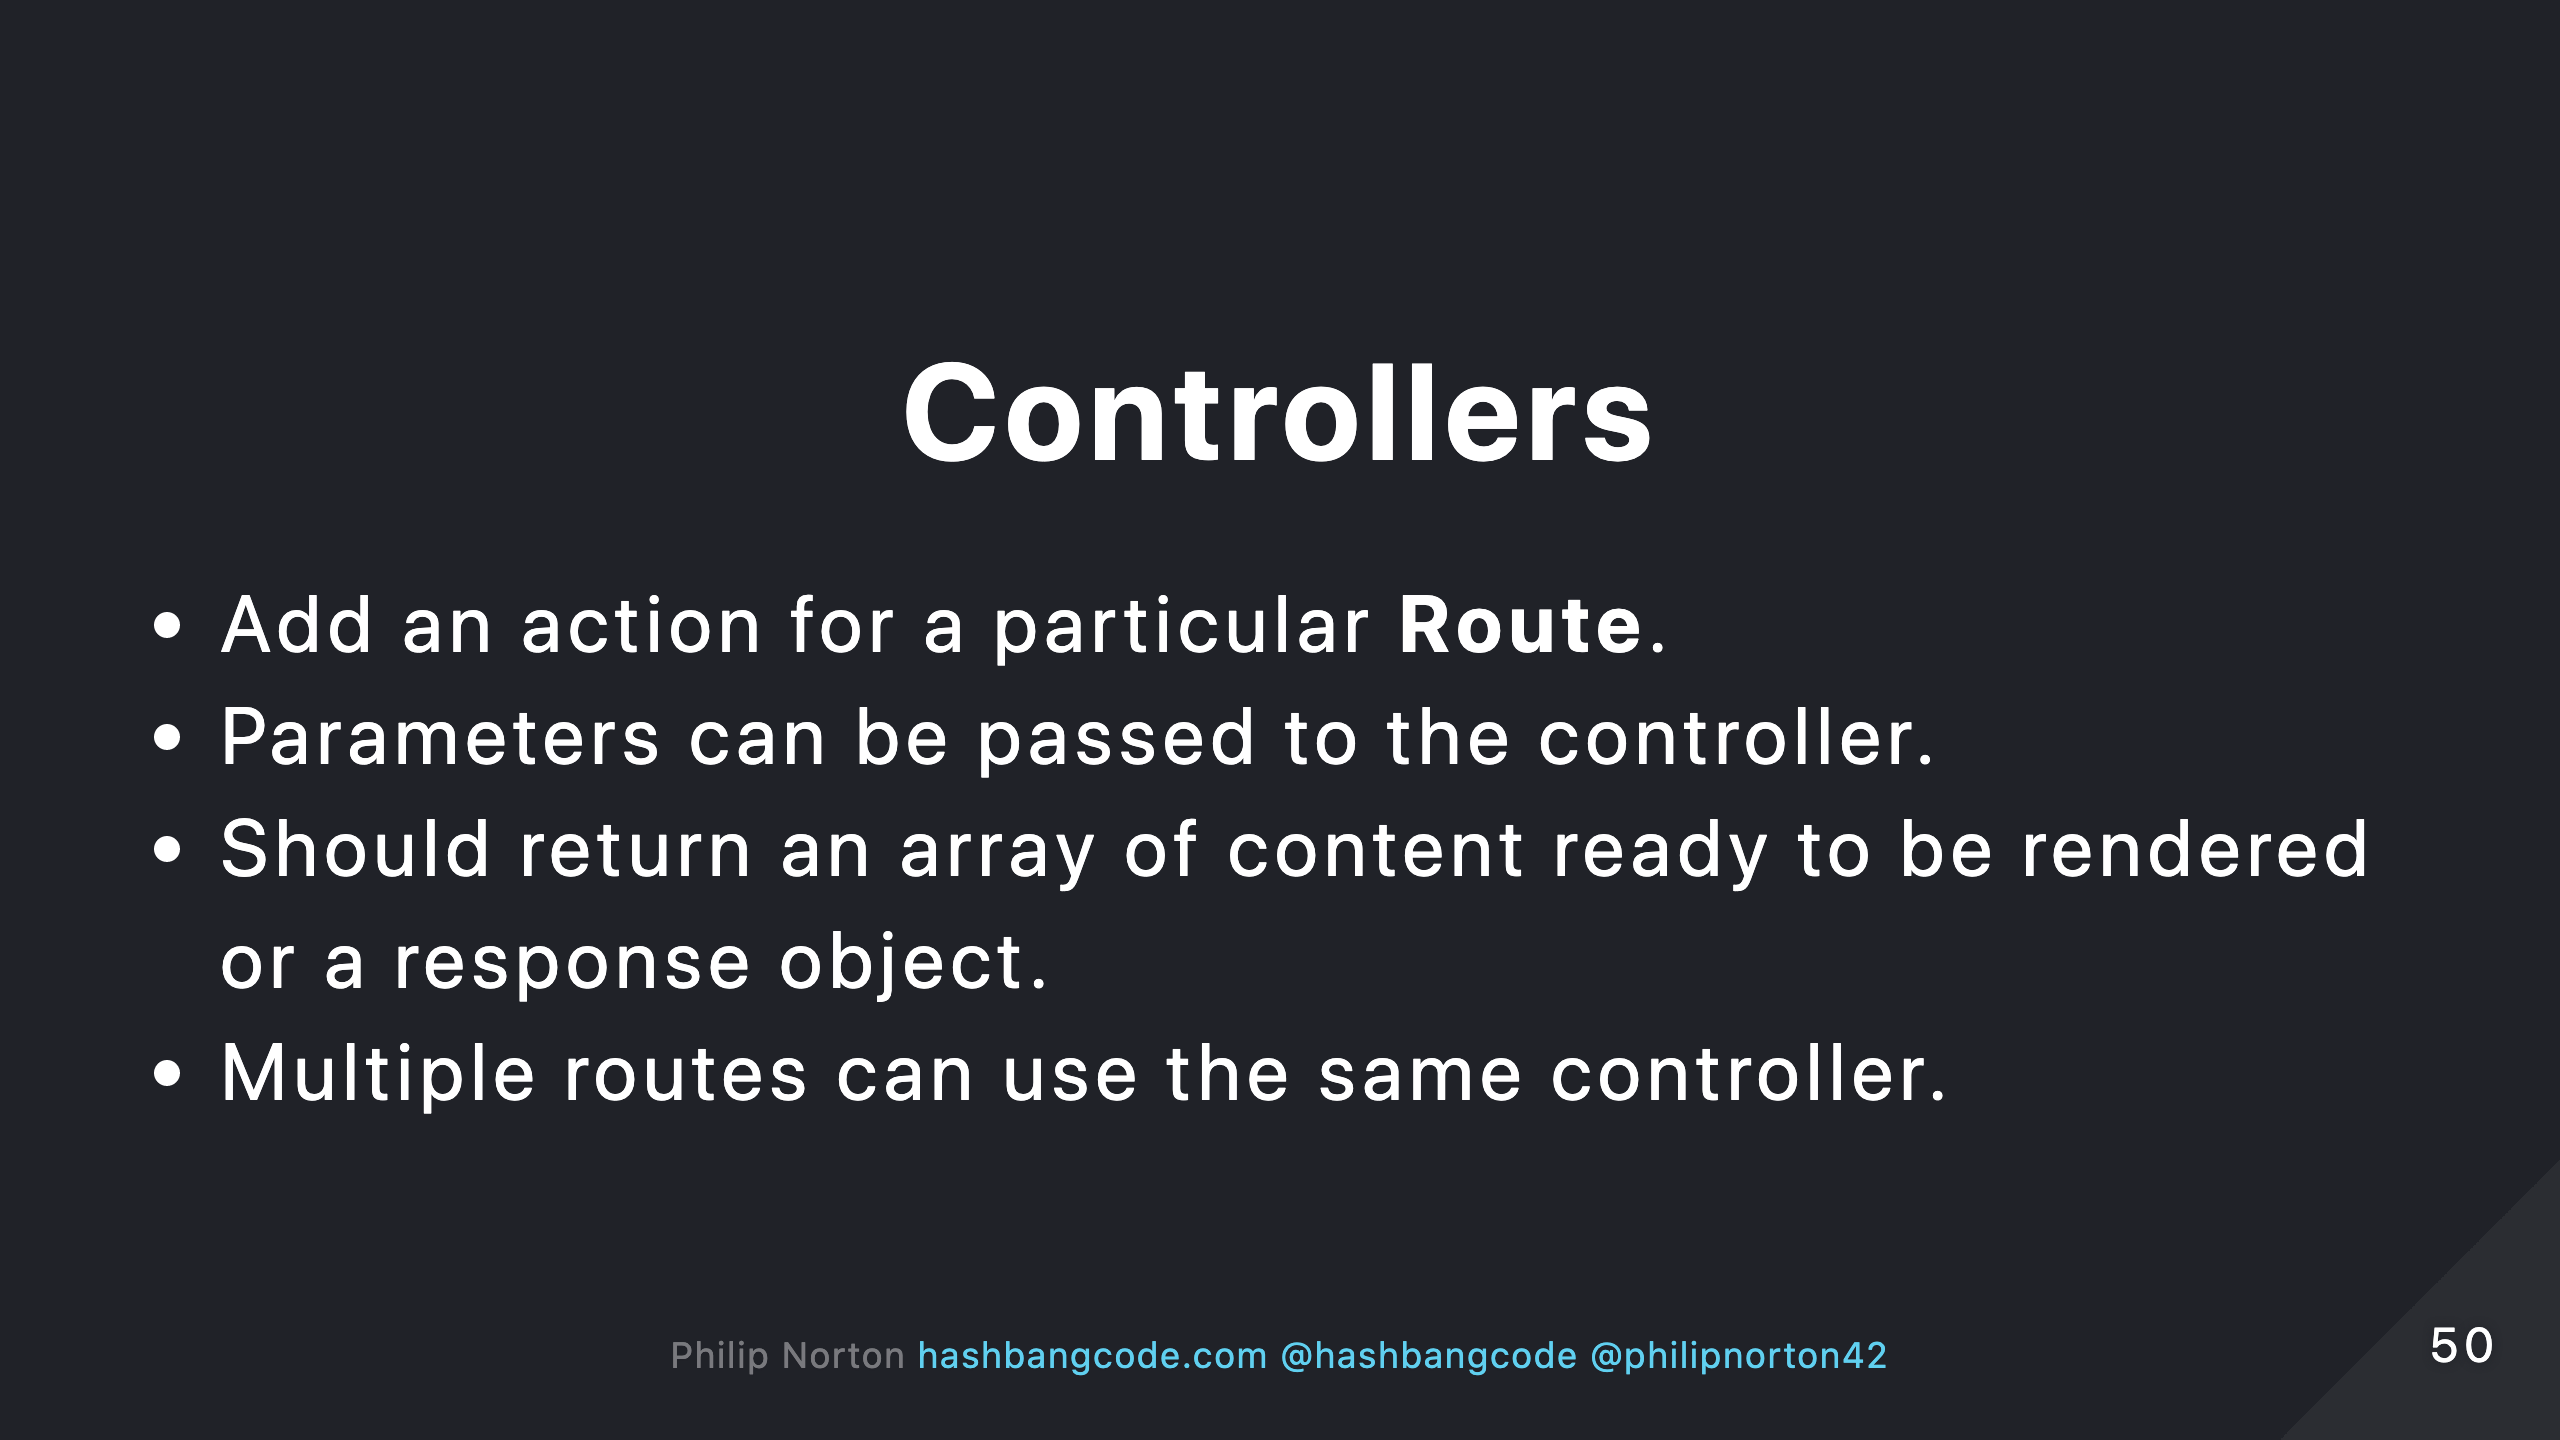 Controllers
• Add an action for a particular Route.
• Parameters can be passed to the controller.
• Should return an array of content ready to be rendered
or a response object.
• Multiple routes can use the same controller.
Philip Norton hashbangcode.com @hashbangcode @philipnorton42
50